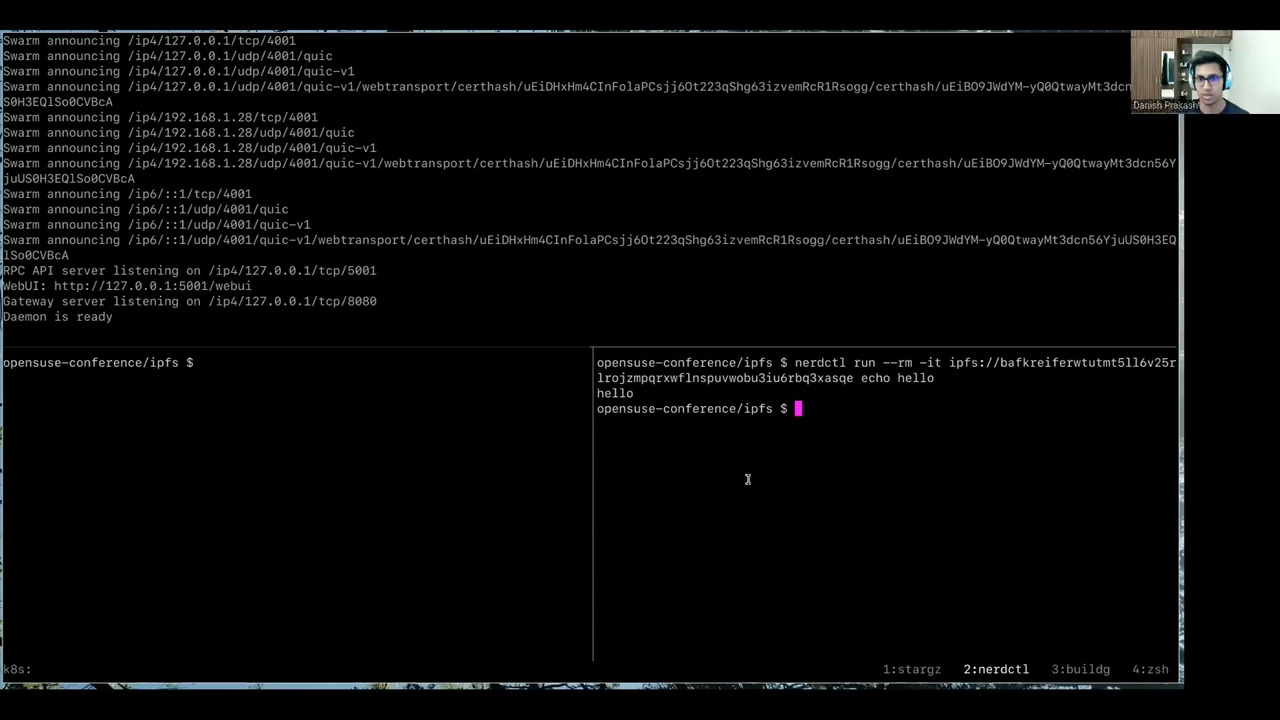 Swarm announcing /ip4/127.0.0.1/tcp/4001
Swarm announcing /ip4/127.0.0.1/udp/4001/quic
Swarm announcing /ip4/127.0.0.1/udp/4001/quic-v1
Swarm announcing /ip4/127.0.0.1/udp/4001/quic-v1/webtransport/certhash/uEiDHxHm4CInFolaPCsjj6Ot223qShg63izvemRcR1Rsogg/certhash/uEiBO9JWdYM-yQ0QtwayMt3dcn
S0H3EQlSo0CVBcA
Swarm announcing /ip4/192.168.1.28/tcp/4001
Swarm announcing /ip4/192.168.1.28/udp/4001/quic
Swarm announcing /ip4/192.168.1.28/udp/4001/quic-v1
Swarm announcing /ip4/192.168.1.28/udp/4001/quic-v1/webtransport/certhash/uEiDHxHm4CInFolaPCsjj6Ot223qShg63izvemRcR1Rsogg/certhash/uEiBO9JWdYM-yQ0QtwayMt3dcn56Y
juUS0H3EQlSo0CVBcA
Swarm announcing /ip6/::1/tcp/4001
Swarm announcing /ip6/::1/udp/4001/quic
Swarm announcing /ip6/::1/udp/4001/quic-v1
Swarm announcing /ip6/::1/udp/4001/quic-v1/webtransport/certhash/uEiDHxHm4CInFolaPCsjj6Ot223qShg63izvemRcR1Rsogg/certhash/uEiBO9JWdYM-yQ0QtwayMt3dcn56YjuUS0H3EQ
lSo0CVBcA
RPC API server listening on /ip4/127.0.0.1/tcp/5001
WebUI: http://127.0.0.1:5001/webui
Gateway server listening on /ip4/127.0.0.1/tcp/8080
Daemon is ready
Danish Prakash
opensuse-conference/ipfs $
opensuse-conference/ipfs $ nerdctl run --rm -it ipfs://bafkreiferwtutmt5ll6v25r
lrojzmpqrxwflnspuvwobu3iu6rbq3xasqe echo hello
hello
opensuse-conference/ipfs $
k8s:
1:stargz 2:nerdctl 3:buildg 4:zsh